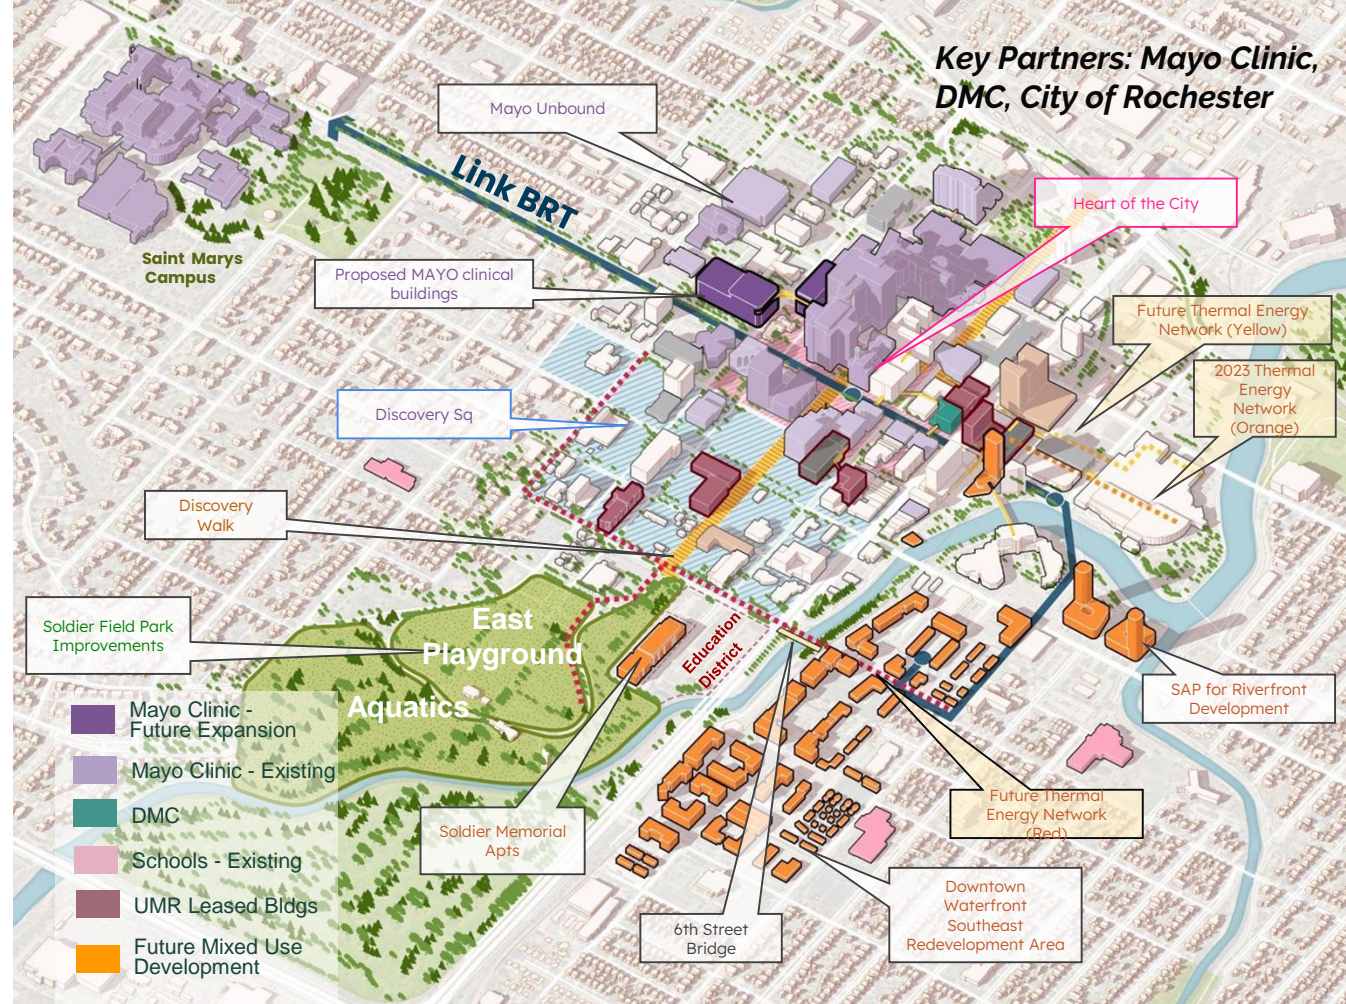 Key Partners: Mayo Clinic,
DMC, City of Rochester
Mayo Unbound
Link BRT
Heart of the City
Saint Marys
Campus
Proposed MAYO clinical
buildings
Future Thermal Energy
Network (Yellow)
2023 Thermal
Energy
Network
(Orange)
Discovery Sq
Discovery
Walk
Soldier Field Park
Improvements
East
Playground
Education
District
Aquatics
SAP for Riverfront
Development
Mayo Clinic -
Future Expansion
Mayo Clinic - Existing
DMC
Schools - Existing
UMR Leased Bldgs
Future Mixed Use
Development
Soldier Memorial
Apts
Future Thermal
Energy Network
(Red)
6th Street
Bridge
Downtown
Waterfront
Southeast
Redevelopment Area